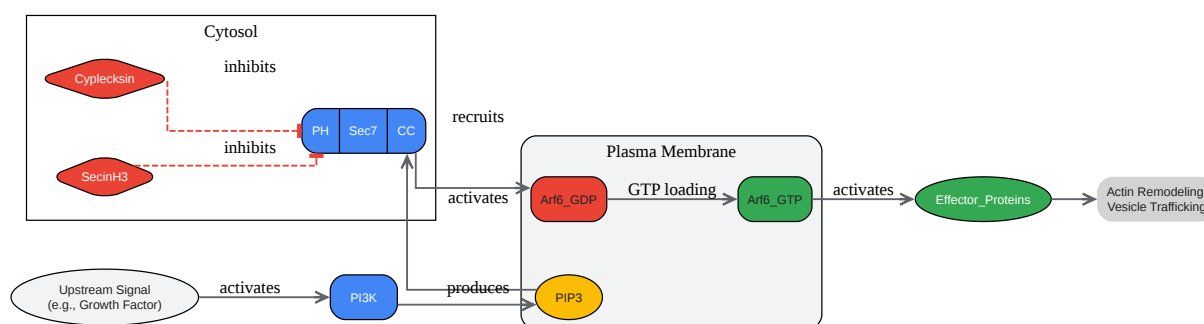 Cytosol
Cyplecksin
inhibits
PH
Sec7
CC
recruits
inhibits
SecinH3
Plasma Membrane
activates
Arf6_GDP
GTP loading
Arf6_GTP
activates
Effector_Proteins
Actin Remodeling
Vesicle Trafficking
Upstream Signal
(e.g., Growth Factor)
activates
PI3K
produces
PIP3